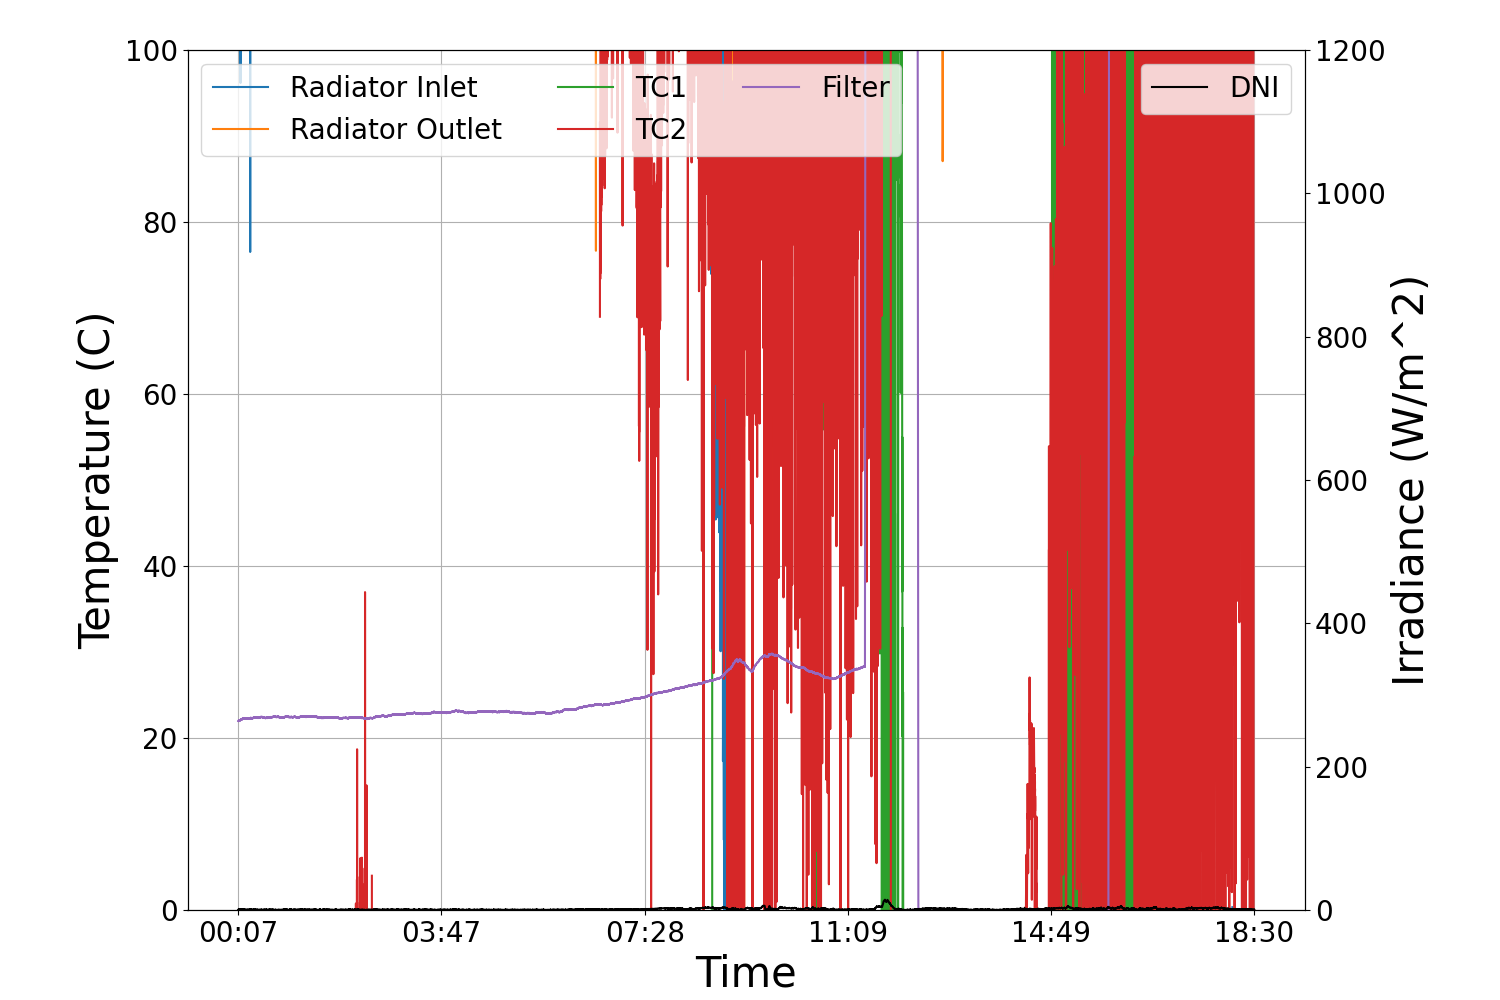 100
80
60
40
20
0
Temperature (C)
Radiator Inlet
Radiator Outlet
TC1
TC2
Filter
DNI
1200
1000
800
600
400
200
0
Irradiance (W/m^2)
00:07
03:47
07:28
11:09
14:49
18:30
Time